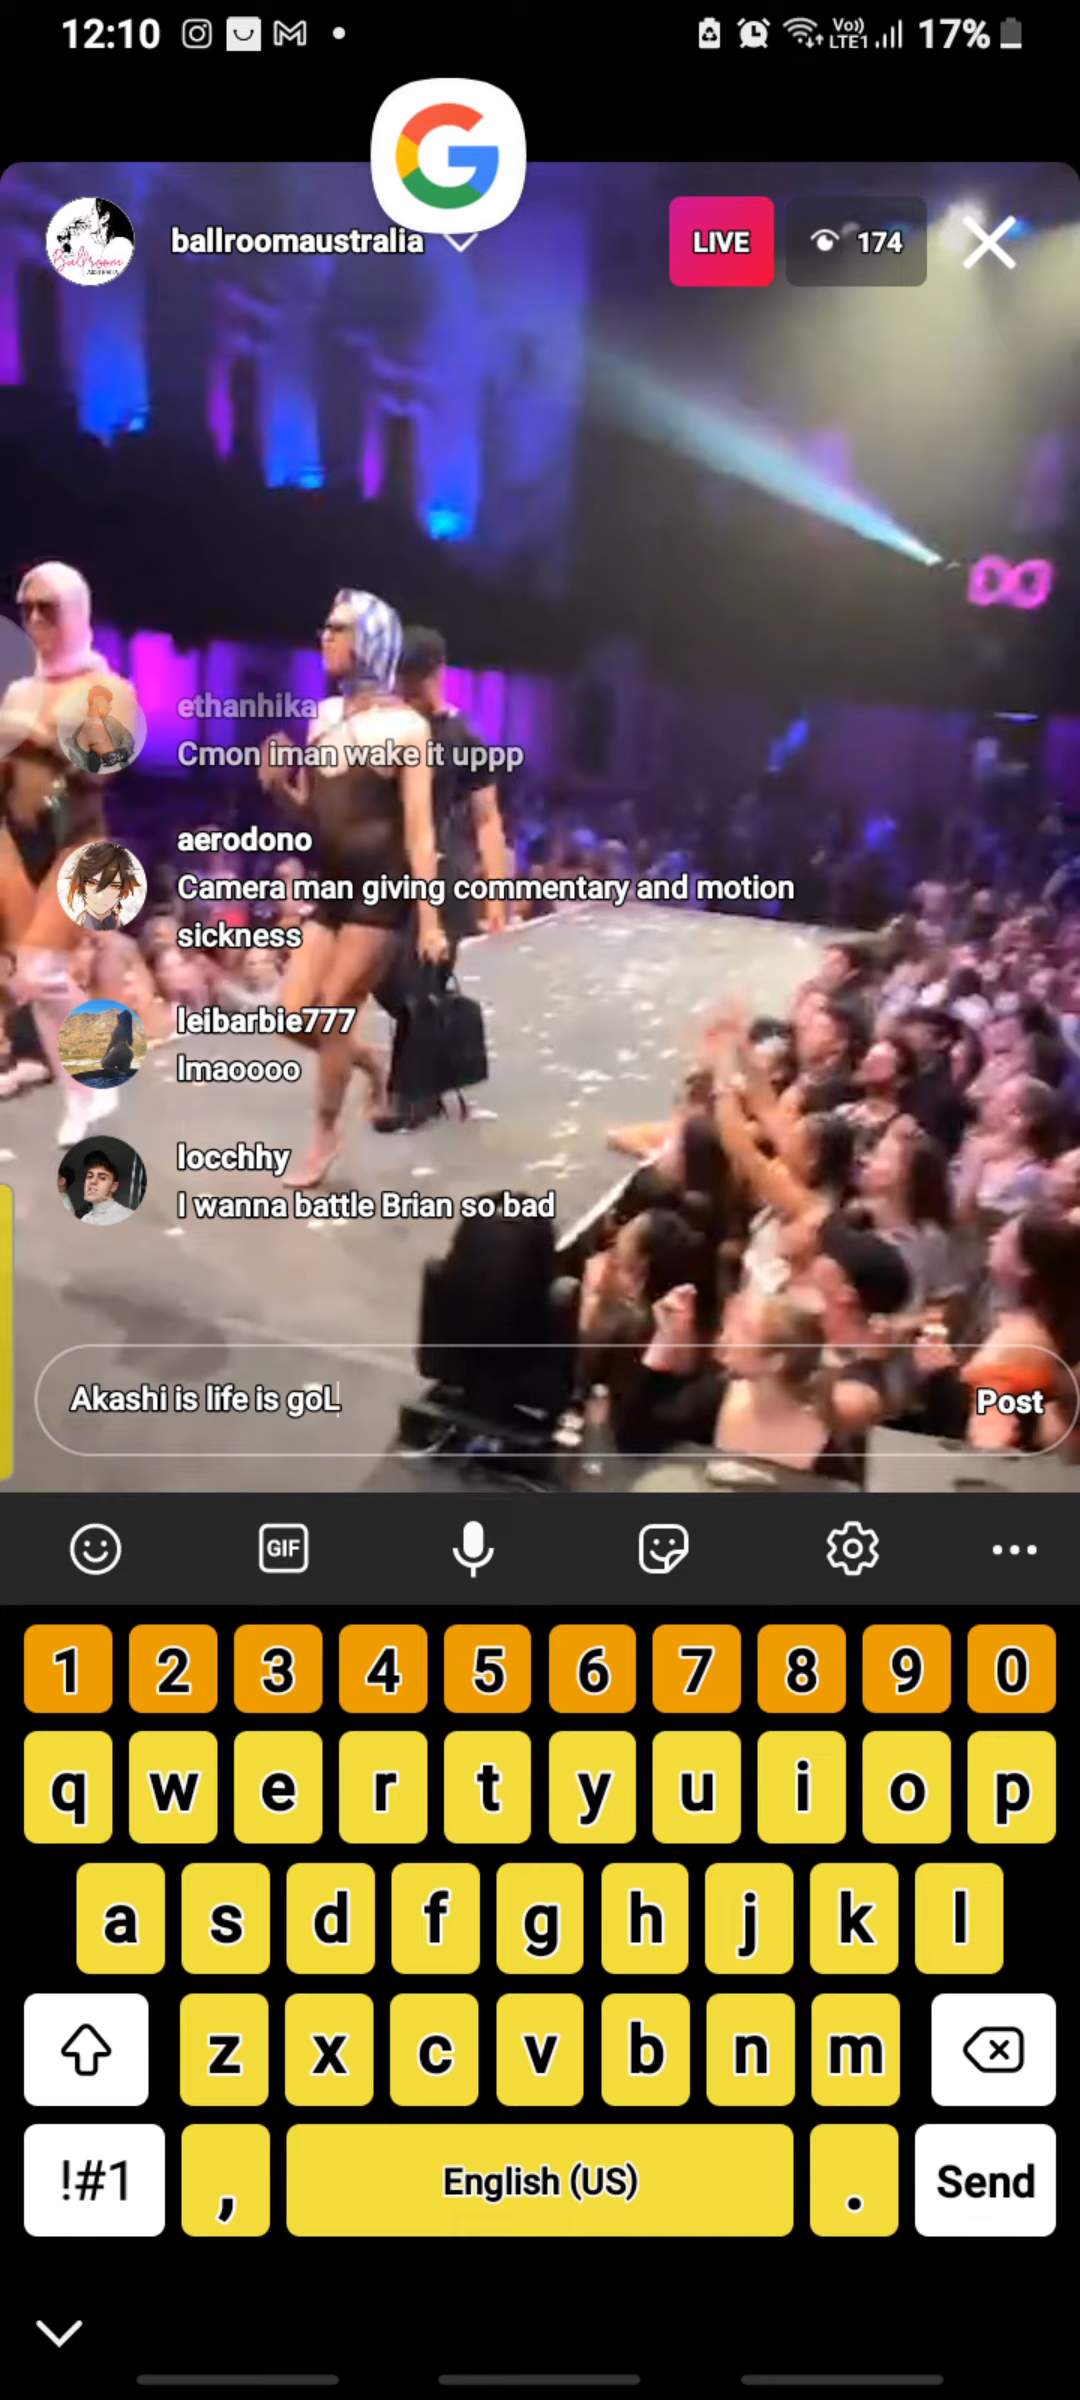 12:10
Vo))
LTE1
17%
ballroomaustralia
LIVE
174
ethanhika
Cmon iman wake it uppp
aerodono
Camera man giving commentary and motion
sickness
leibarbie777
lmaoooo
locchhy
I wanna battle Brian so bad
Akashi is life is goL
Post
GIF
1 2 3 4 5 6 7 8 9 0
q w e r t y u i o p
a s d f g h j k l
z x c v b n m
!#1 , English (US) . Send